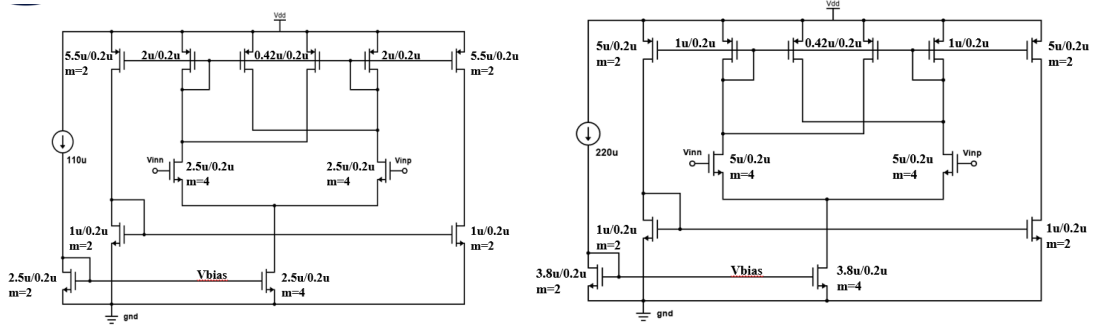 Vdd
5.5u/0.2u
m=2
2u/0.2u
0.42u/0.2u
2u/0.2u
5.5u/0.2u
m=2
110u
Vinn
2.5u/0.2u
m=4
2.5u/0.2u
m=4
Vinp
1u/0.2u
m=2
1u/0.2u
m=2
2.5u/0.2u
m=2
Vbias
2.5u/0.2u
m=4
gnd
Vdd
5u/0.2u
m=2
1u/0.2u
0.42u/0.2u
1u/0.2u
5u/0.2u
m=2
220u
Vinn
5u/0.2u
m=4
5u/0.2u
m=4
Vinp
1u/0.2u
m=2
1u/0.2u
m=2
3.8u/0.2u
m=2
Vbias
3.8u/0.2u
m=4
gnd